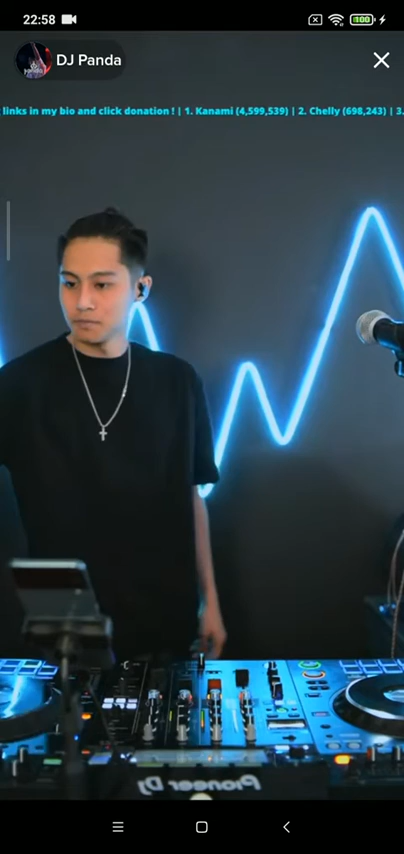 22:58
100
DJ Panda
links in my bio and click donation ! | 1. Kanami (4,599,539) | 2. Chelly (698,243) | 3.
Pioneer Dj